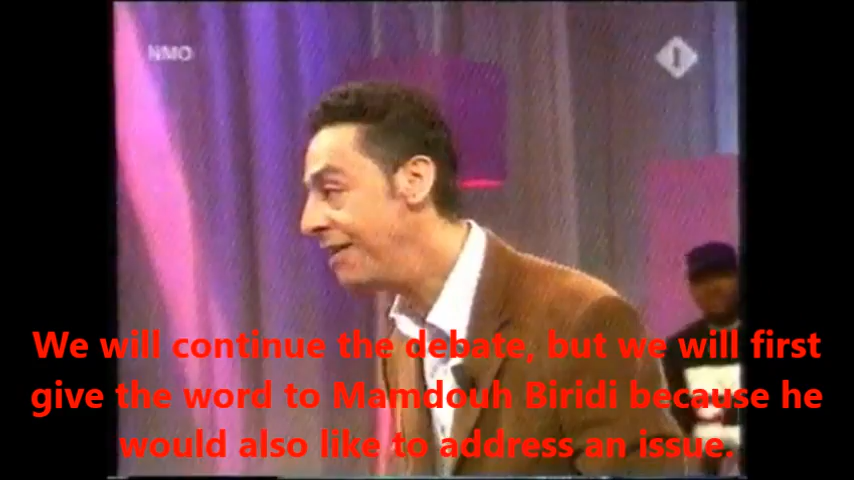 NMO
1
We will continue the debate, but we will first
give the word to Mamdouh Biridi because he
would also like to address an issue.